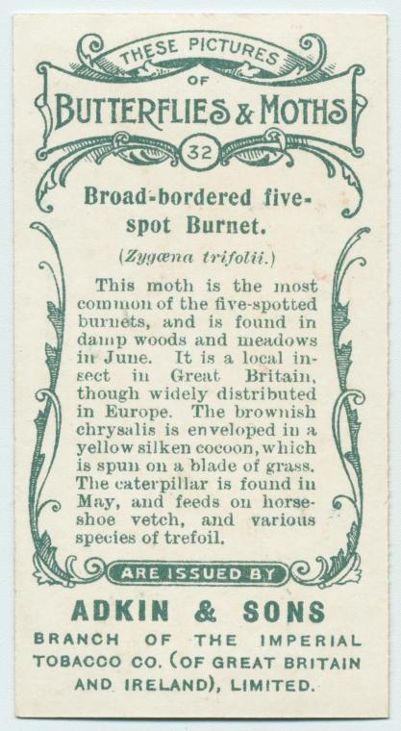 THESE PICTURES
OF
BUTTERFLIES & MOTHS
32
Broad-bordered five-
spot Burnet.
(Zygæna trifolii.)
This moth is the most
common of the five-spotted
burnets, and is found in
damp woods and meadows
in June. It is a local in-
sect in Great Britain,
though widely distributed
in Europe. The brownish
chrysalis is enveloped in a
yellow silken cocoon, which
is spun on a blade of grass.
The caterpillar is found in
May, and feeds on horse-
shoe vetch, and various
species of trefoil.
ARE ISSUED BY
ADKIN & SONS
BRANCH OF THE IMPERIAL
TOBACCO CO. (OF GREAT BRITAIN
AND IRELAND), LIMITED.